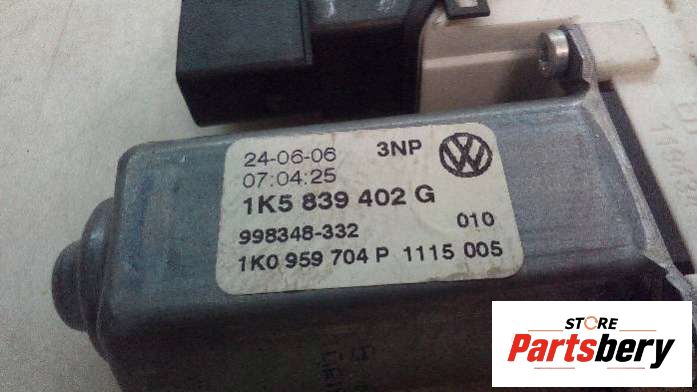 24-06-06 3NP
07:04:25
1K5 839 402 G
998348-332 010
1K0 959 704 P 1115 005
STORE
Partsbery